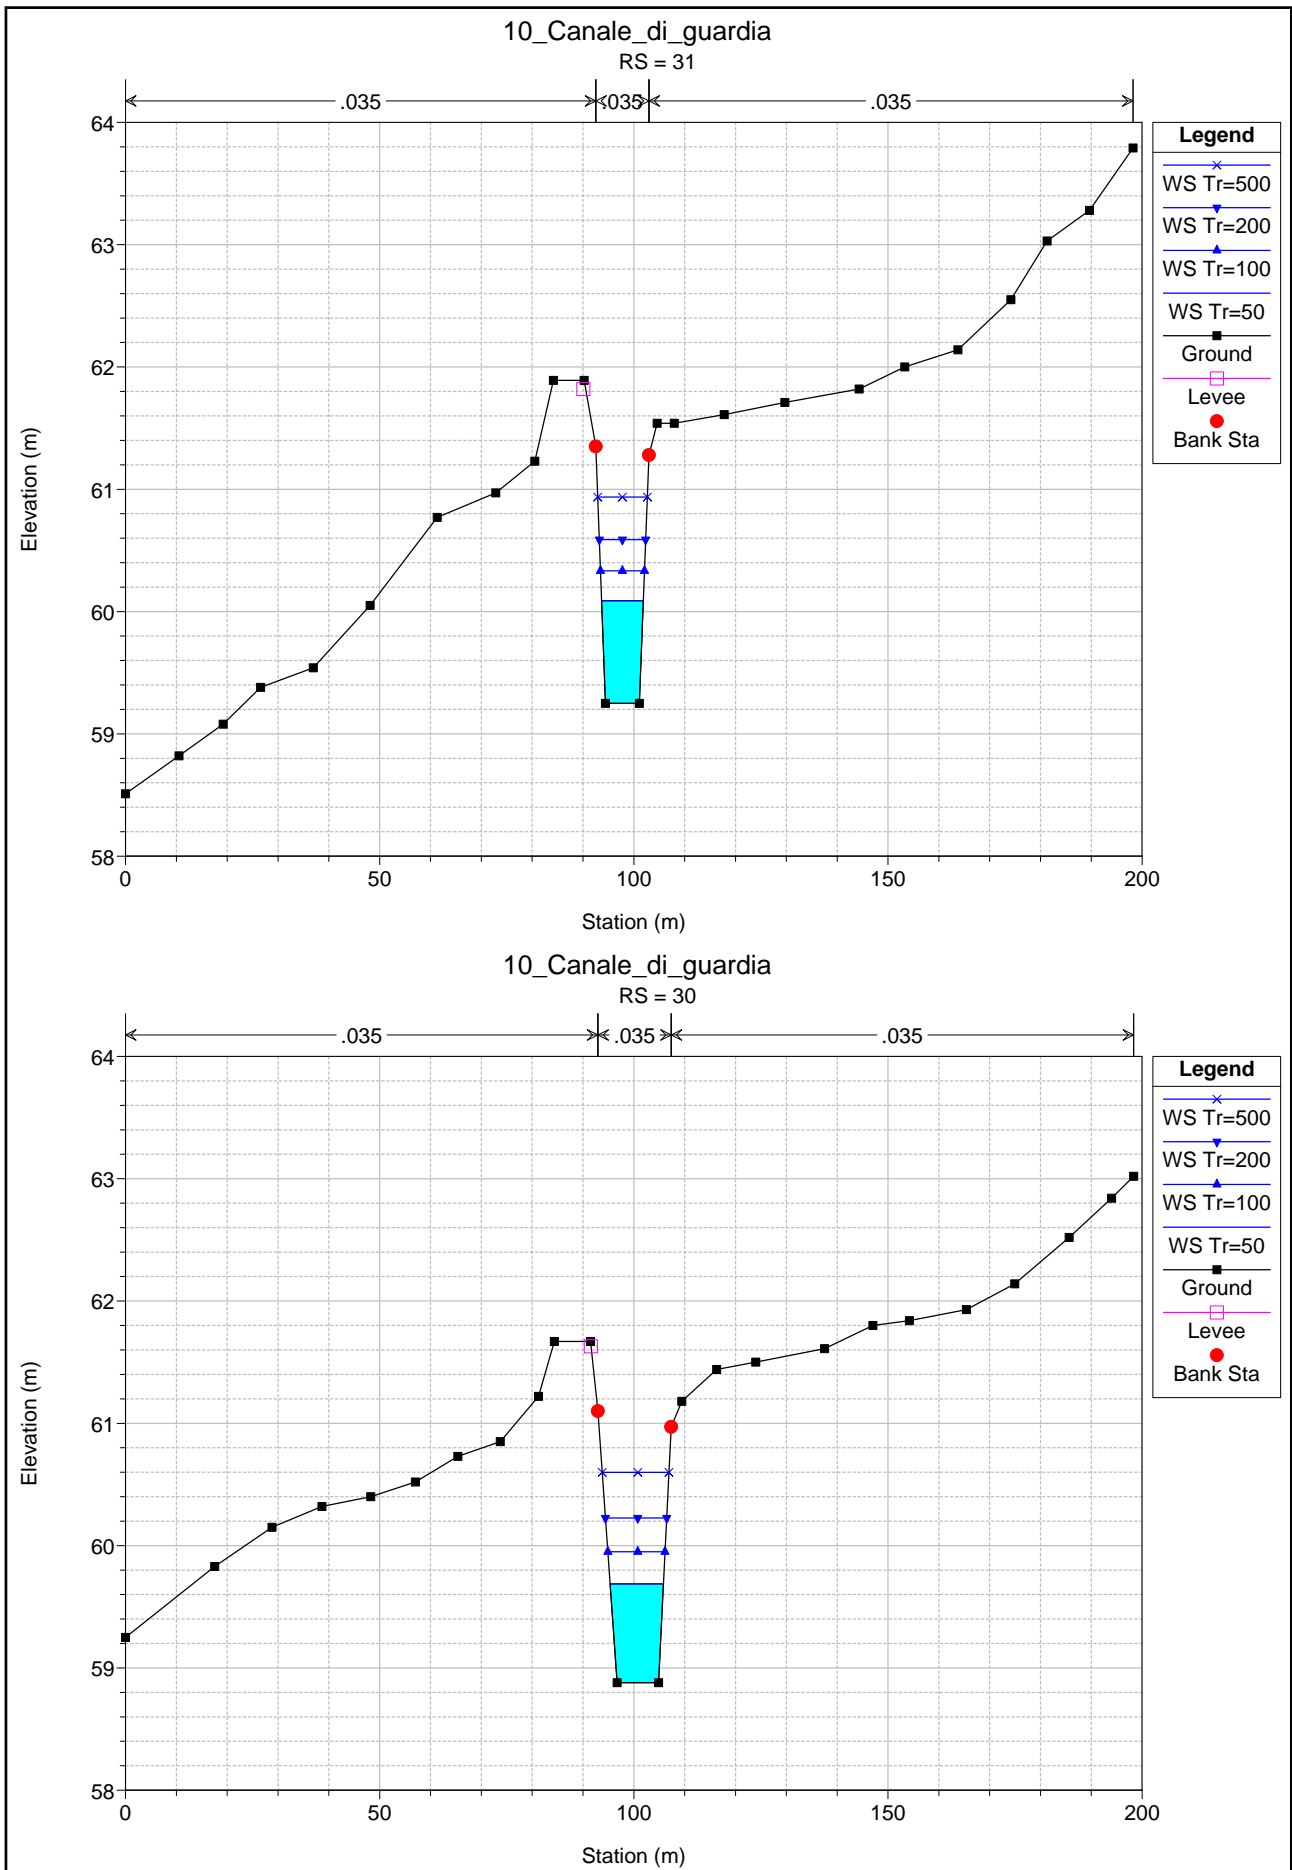 10_Canale_di_guardia
RS = 31
.035 .035 .035
64
63
62
61
60
59
58
0 50 100 150 200
Station (m)
Elevation (m)
Legend
WS Tr=500
WS Tr=200
WS Tr=100
WS Tr=50
Ground
Levee
Bank Sta
10_Canale_di_guardia
RS = 30
.035 .035 .035
64
63
62
61
60
59
58
0 50 100 150 200
Station (m)
Elevation (m)
Legend
WS Tr=500
WS Tr=200
WS Tr=100
WS Tr=50
Ground
Levee
Bank Sta